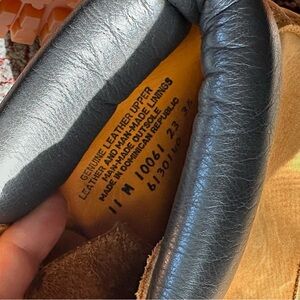 GENUINE LEATHER UPPER
LEATHER AND MAN-MADE LININGS
MAN-MADE OUTSOLE
MADE IN DOMINICAN REPUBLIC
11 M 10061 23 36